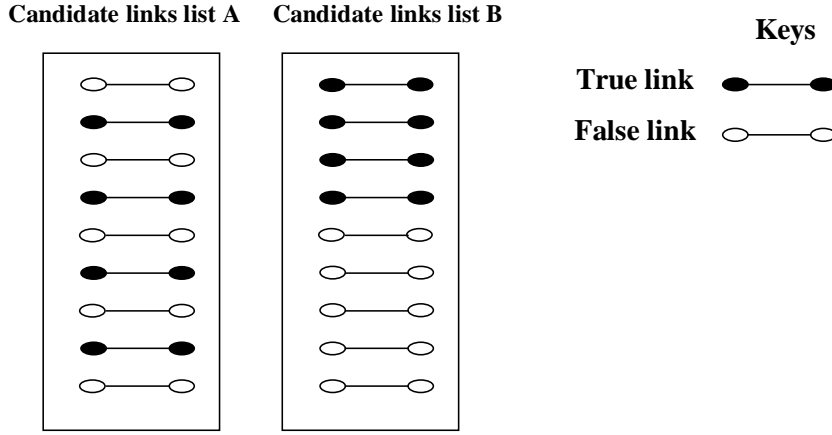 Candidate links list A
Candidate links list B
Keys
True link
False link